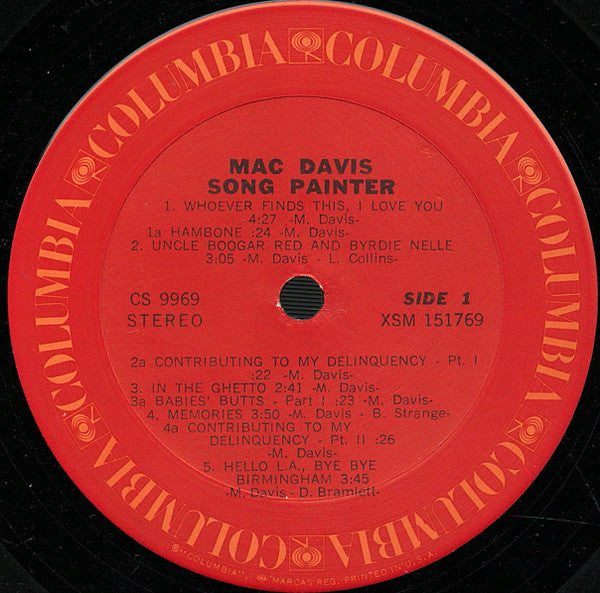 COLUMBIA COLUMBIA COLUMBIA COLUMBIA COLUMBIA COLUMBIA
MAC DAVIS
SONG PAINTER
1. WHOEVER FINDS THIS, I LOVE YOU
4:27 -M. Davis-
1a HAMBONE :24 -M. Davis-
2. UNCLE BOOGAR RED AND BYRDIE NELLE
3:05 -M. Davis - L. Collins-
CS 9969 SIDE 1
STEREO XSM 151769
2a CONTRIBUTING TO MY DELINQUENCY - Pt. I
:22 -M. Davis-
3. IN THE GHETTO 2:41 -M. Davis-
3a BABIES' BUTTS - Part I :23 -M. Davis-
4. MEMORIES 3:50 -M. Davis - B. Strange-
4a CONTRIBUTING TO MY
DELINQUENCY - Pt. II :26
-M. Davis-
5. HELLO L.A., BYE BYE
BIRMINGHAM 3:45
-M. Davis - D. Bramlett-
® "COLUMBIA", MARCAS REG. PRINTED IN U.S.A.